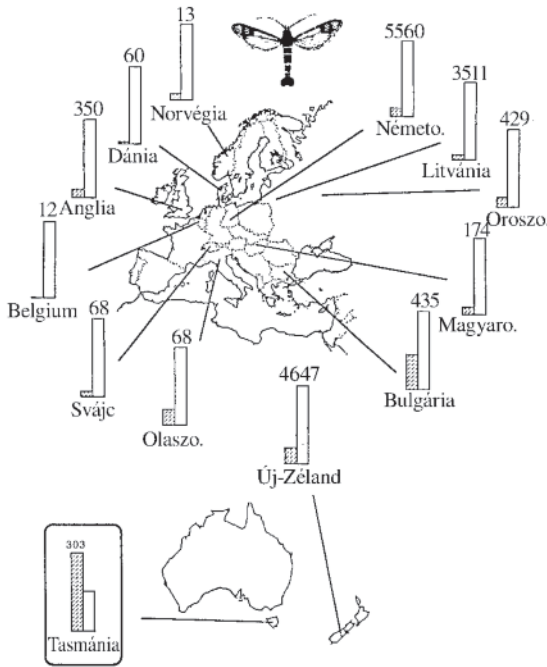 13
Norvégia
60
Dánia
5560
Németo.
3511
Litvánia
350
Anglia
429
Oroszo.
12
Belgium
174
Magyaro.
68
Svájc
68
Olaszo.
435
Bulgária
4647
Új-Zéland
303
Tasmánia